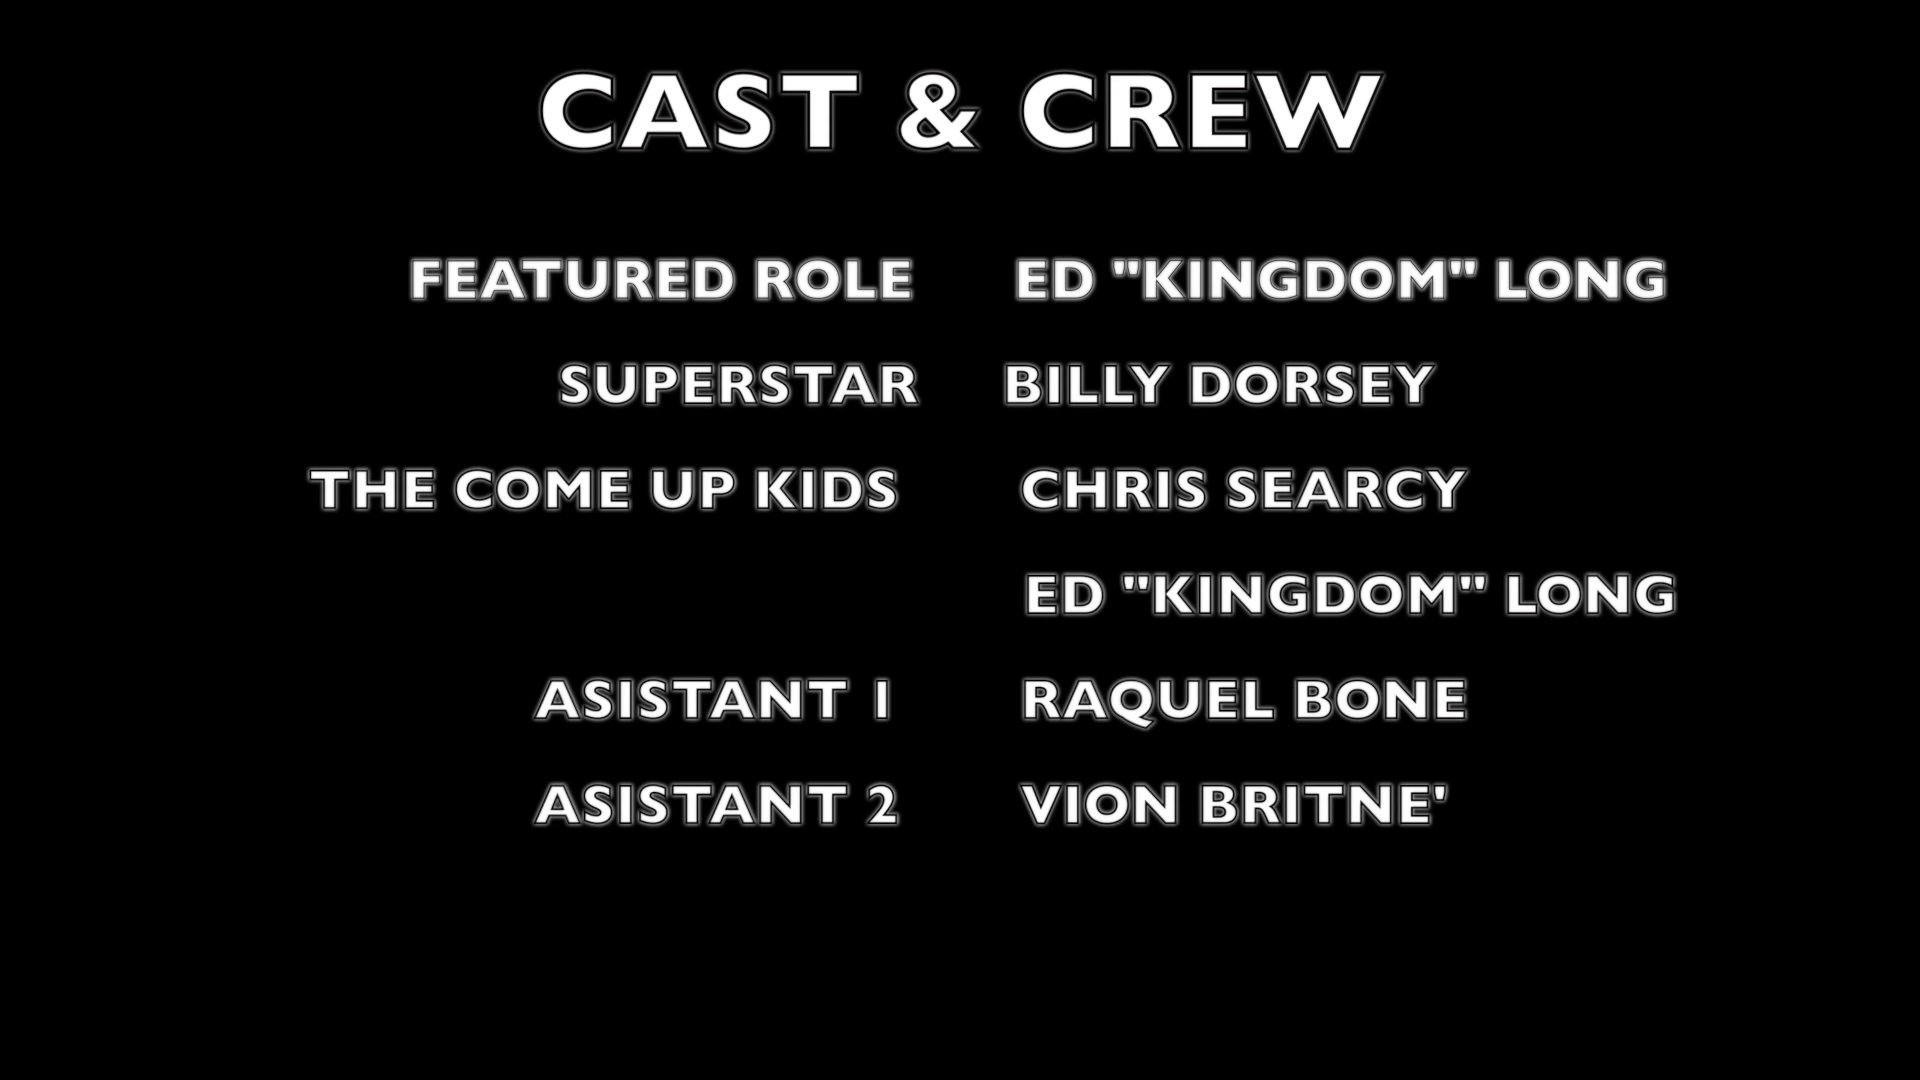 CAST & CREW
FEATURED ROLE ED "KINGDOM" LONG
SUPERSTAR BILLY DORSEY
THE COME UP KIDS CHRIS SEARCY
ED "KINGDOM" LONG
ASISTANT 1 RAQUEL BONE
ASISTANT 2 VION BRITNE'